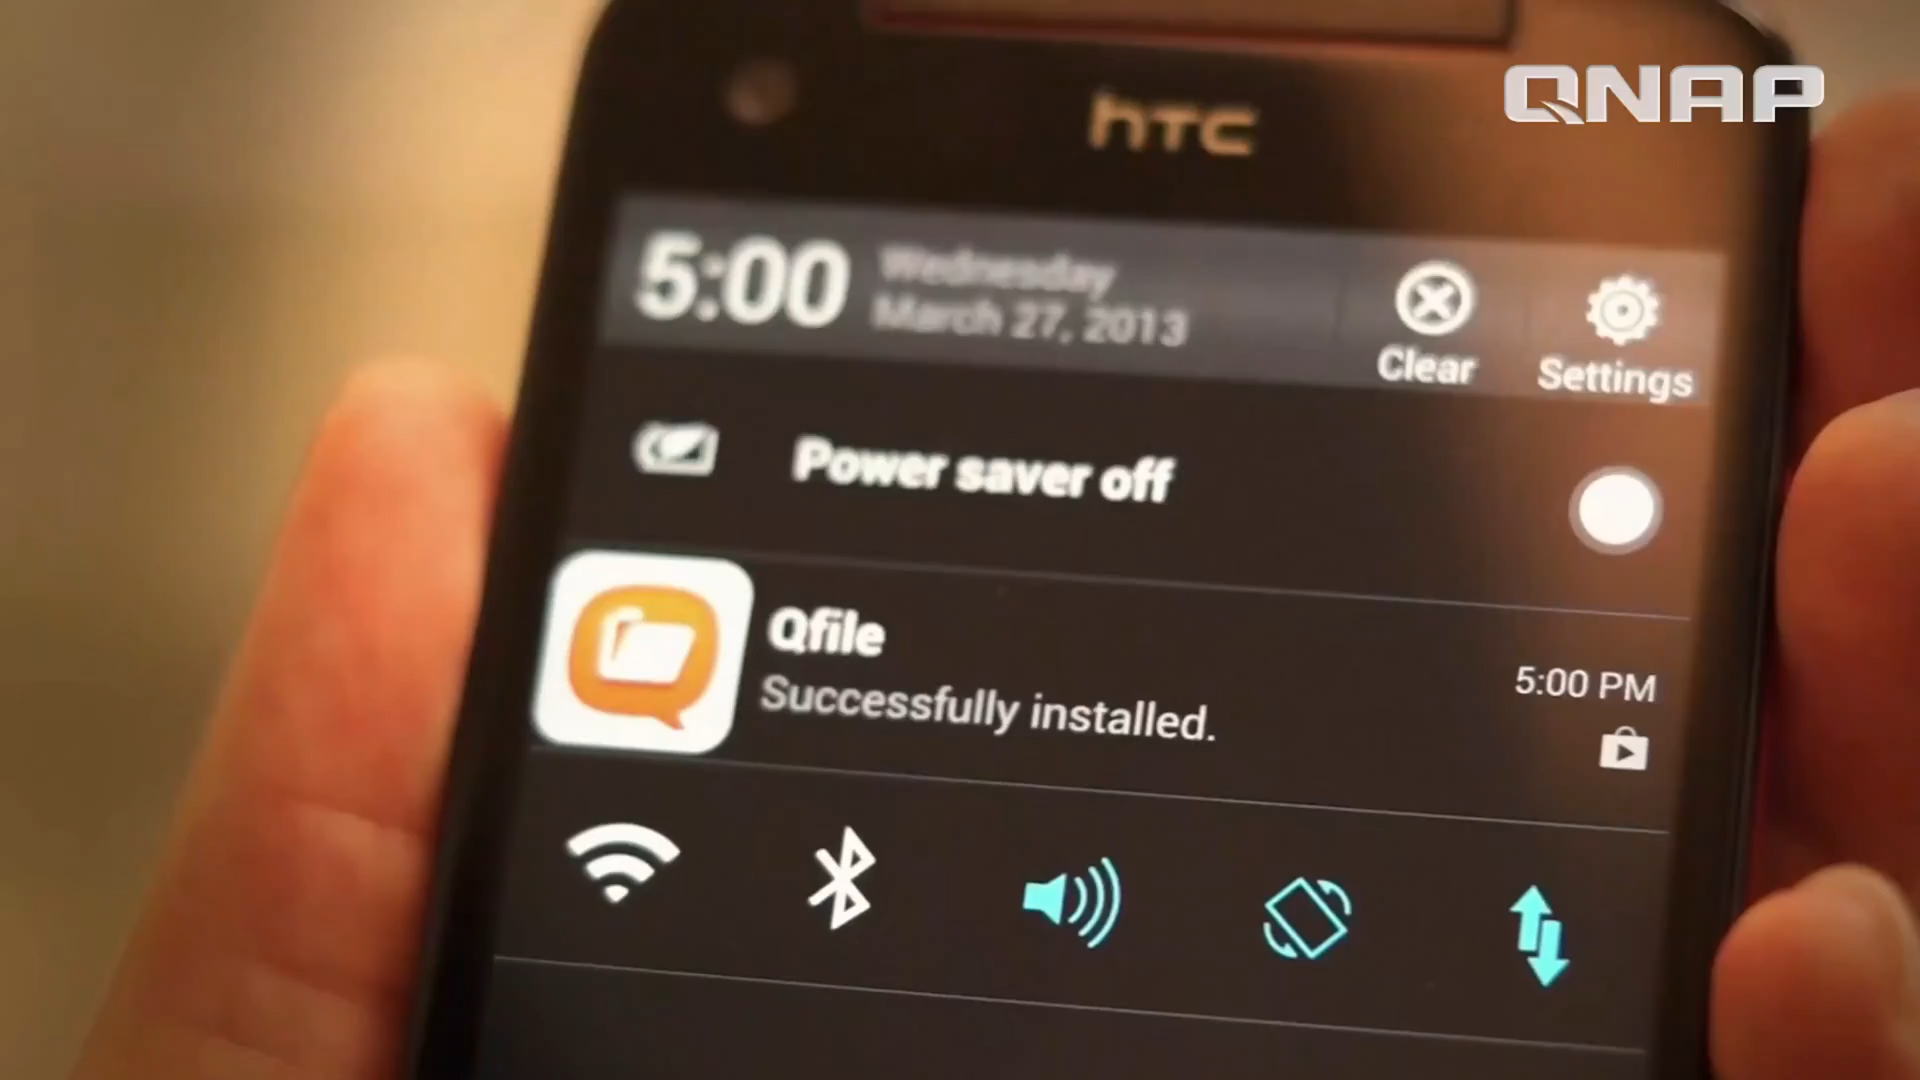 QNAP
hTC
5:00
Wednesday
March 27, 2013
Clear
Settings
Power saver off
Qfile
Successfully installed.
5:00 PM